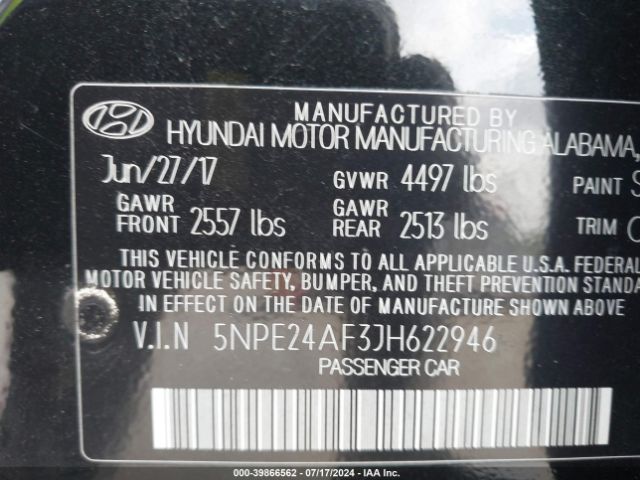 MANUFACTURED BY
HYUNDAI MOTOR MANUFACTURING ALABAMA,
Jun/27/17 GVWR 4497 lbs PAINT
GAWR FRONT 2557 lbs GAWR REAR 2513 lbs TRIM
THIS VEHICLE CONFORMS TO ALL APPLICABLE U.S.A. FEDERAL
MOTOR VEHICLE SAFETY, BUMPER, AND THEFT PREVENTION
EFFECT ON THE DATE OF MANUFACTURE SHOWN ABOVE.
V.I.N 5NPE24AF3JH622946
PASSENGER CAR
000-39866562 / 07/17/2024 - IAA Inc.